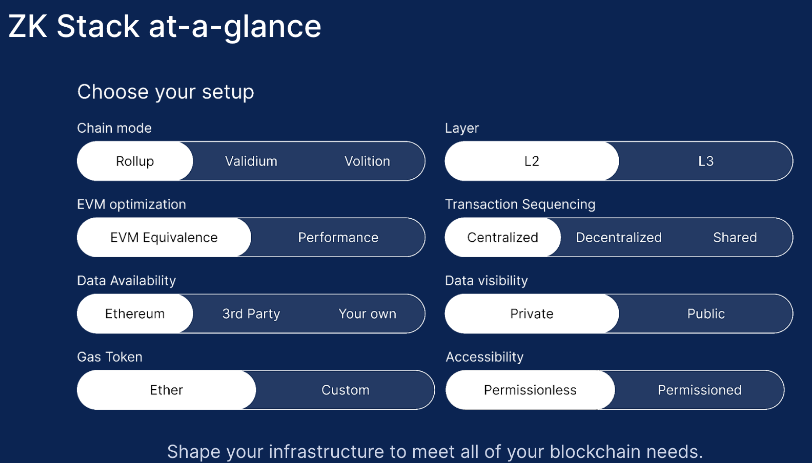 ZK Stack at-a-glance
Choose your setup
Chain mode
Rollup Validium Volition
Layer
L2 L3
EVM optimization
EVM Equivalence Performance
Transaction Sequencing
Centralized Decentralized Shared
Data Availability
Ethereum 3rd Party Your own
Data visibility
Private Public
Gas Token
Ether Custom
Accessibility
Permissionless Permissioned
Shape your infrastructure to meet all of your blockchain needs.